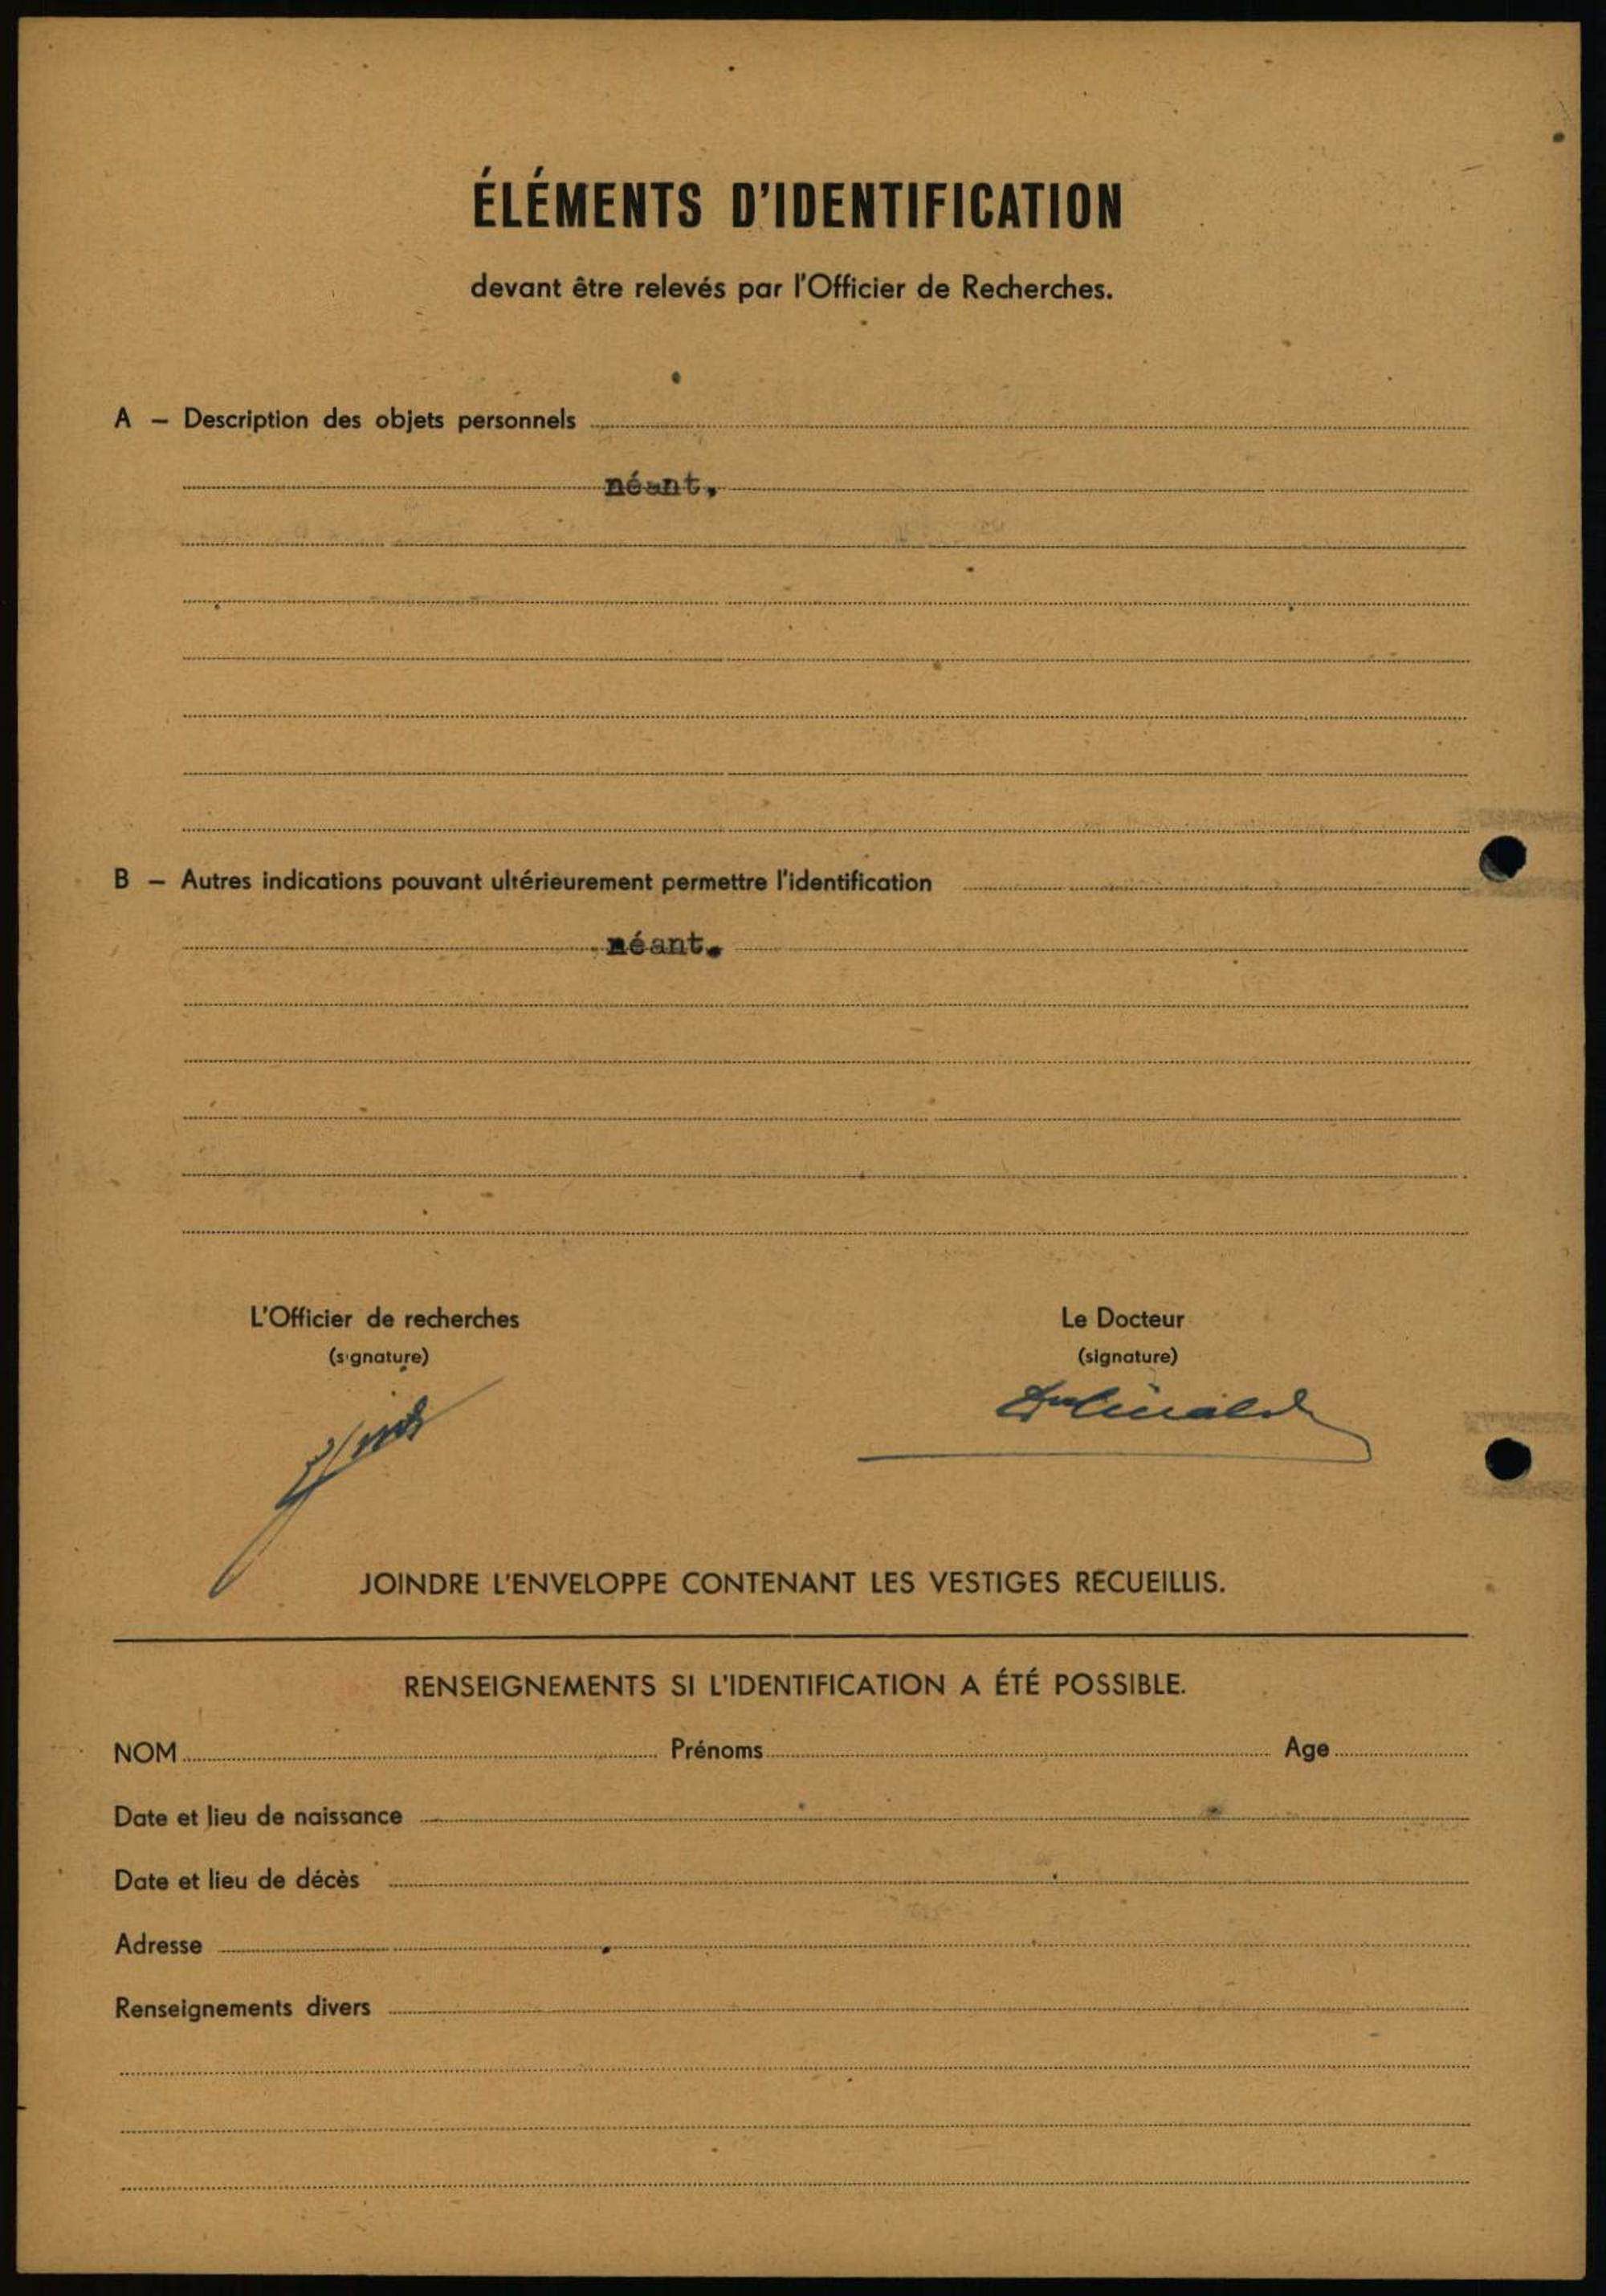 ÉLÉMENTS D'IDENTIFICATION
devant être relevés par l'Officier de Recherches.
A – Description des objets personnels
néant.
B – Autres indications pouvant ultérieurement permettre l'identification
néant.
L'Officier de recherches
(signature)
Le Docteur
(signature)
JOINDRE L'ENVELOPPE CONTENANT LES VESTIGES RECUEILLIS.
RENSEIGNEMENTS SI L'IDENTIFICATION A ÉTÉ POSSIBLE.
NOM Prénoms Age
Date et lieu de naissance
Date et lieu de décès
Adresse
Renseignements divers